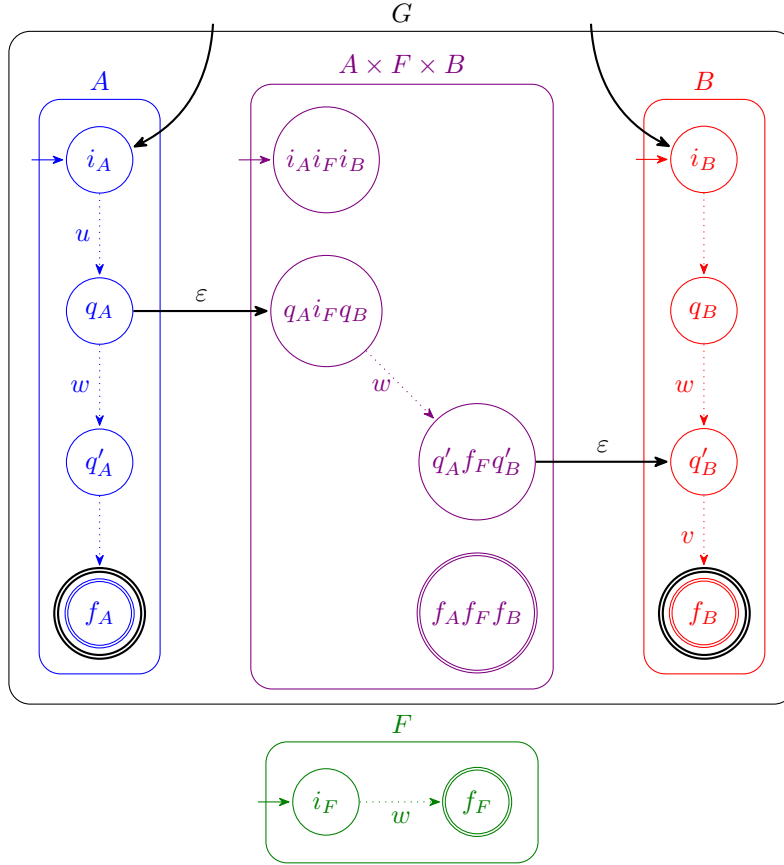 G
A × F × B
A
B
i_A
i_A i_F i_B
i_B
u
q_A
ε
q_A i_F q_B
q_B
w
w
w
q′_A
q′_A f_F q′_B
ε
q′_B
v
f_A
f_A f_F f_B
f_B
F
i_F
w
f_F